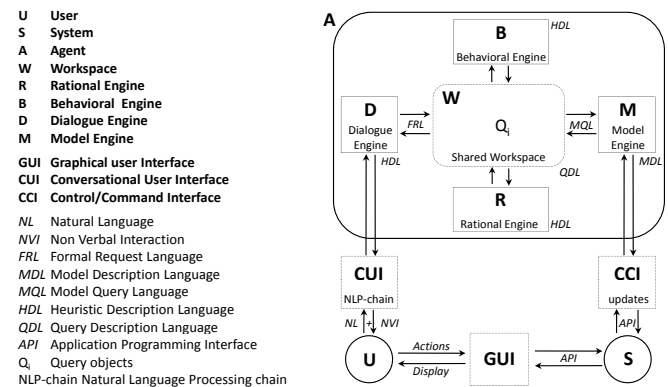 U User
S System
A Agent
W Workspace
R Rational Engine
B Behavioral Engine
D Dialogue Engine
M Model Engine
GUI Graphical user Interface
CUI Conversational User Interface
CCI Control/Command Interface
NL Natural Language
NVI Non Verbal Interaction
FRL Formal Request Language
MDL Model Description Language
MQL Model Query Language
HDL Heuristic Description Language
QDL Query Description Language
API Application Programming Interface
Qi Query objects
NLP-chain Natural Language Processing chain
A
B
Behavioral Engine
HDL
W
Qi
Shared Workspace
QDL
D
Dialogue
Engine
HDL
FRL
MQL
M
Model
Engine
MDL
R
Rational Engine
HDL
CUI
NLP-chain
NL + NVI
CCI
updates
API
U
Actions
Display
GUI
API
S